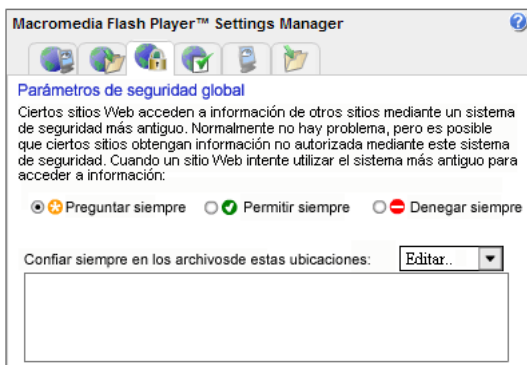 Macromedia Flash Player™ Settings Manager
?
Parámetros de seguridad global
Ciertos sitios Web acceden a información de otros sitios mediante un sistema
de seguridad más antiguo. Normalmente no hay problema, pero es posible
que ciertos sitios obtengan información no autorizada mediante este sistema
de seguridad. Cuando un sitio Web intente utilizar el sistema más antiguo para
acceder a información:
Preguntar siempre Permitir siempre Denegar siempre
Confiar siempre en los archivosde estas ubicaciones: Editar..